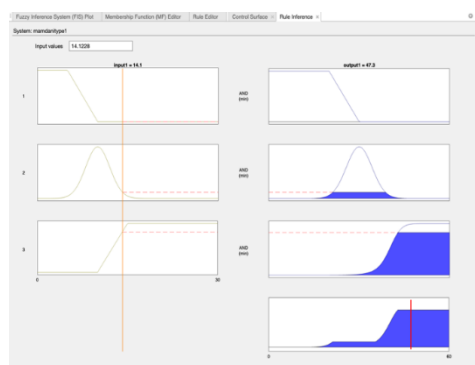 Fuzzy Inference System (FIS) Plot Membership Function (MF) Editor Rule Editor Control Surface × Rule Inference ×
System: mamdanitype1
Input values 14.1228
input1 = 14.1 output1 = 47.3
1 AND
(min)
2 AND
(min)
3 AND
(min)
0 30
0 60